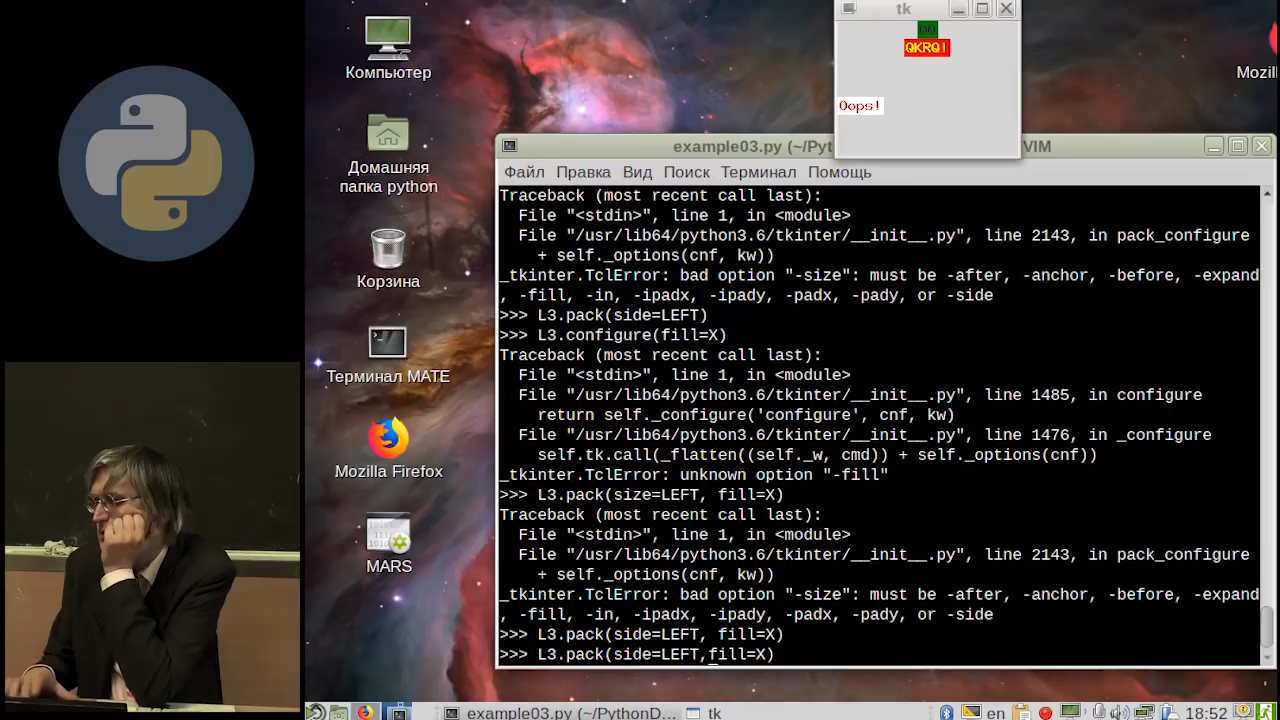 Компьютер
Домашняя
папка python
Корзина
Терминал MATE
Mozilla Firefox
MARS
Mozil
tk
QKRQ!
Oops!
example03.py (~/Pyt
VIM
Файл Правка Вид Поиск Терминал Помощь
Traceback (most recent call last):
File "<stdin>", line 1, in <module>
File "/usr/lib64/python3.6/tkinter/__init__.py", line 2143, in pack_configure
+ self._options(cnf, kw))
_tkinter.TclError: bad option "-size": must be -after, -anchor, -before, -expand
, -fill, -in, -ipadx, -ipady, -padx, -pady, or -side
>>> L3.pack(side=LEFT)
>>> L3.configure(fill=X)
Traceback (most recent call last):
File "<stdin>", line 1, in <module>
File "/usr/lib64/python3.6/tkinter/__init__.py", line 1485, in configure
return self._configure('configure', cnf, kw)
File "/usr/lib64/python3.6/tkinter/__init__.py", line 1476, in _configure
self.tk.call(_flatten((self._w, cmd)) + self._options(cnf))
_tkinter.TclError: unknown option "-fill"
>>> L3.pack(size=LEFT, fill=X)
Traceback (most recent call last):
File "<stdin>", line 1, in <module>
File "/usr/lib64/python3.6/tkinter/__init__.py", line 2143, in pack_configure
+ self._options(cnf, kw))
_tkinter.TclError: bad option "-size": must be -after, -anchor, -before, -expand
, -fill, -in, -ipadx, -ipady, -padx, -pady, or -side
>>> L3.pack(side=LEFT, fill=X)
>>> L3.pack(side=LEFT,fill=X)
example03.py (~/PythonD...
tk
en
18:52